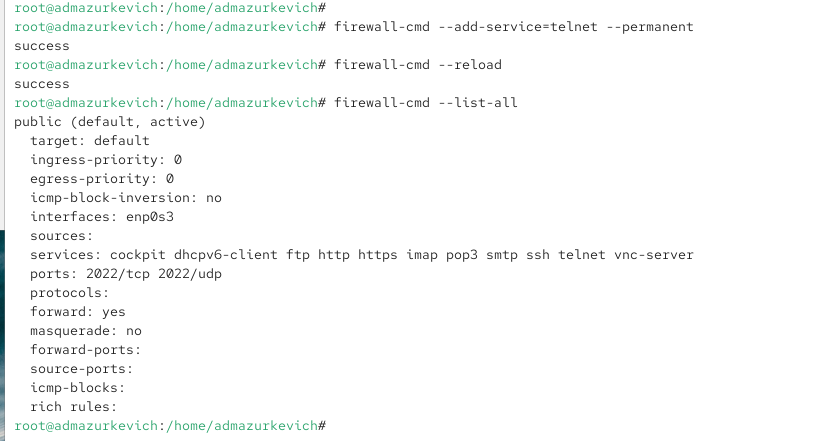 root@admazurkevich:/home/admazurkevich#
root@admazurkevich:/home/admazurkevich# firewall-cmd --add-service=telnet --permanent
success
root@admazurkevich:/home/admazurkevich# firewall-cmd --reload
success
root@admazurkevich:/home/admazurkevich# firewall-cmd --list-all
public (default, active)
  target: default
  ingress-priority: 0
  egress-priority: 0
  icmp-block-inversion: no
  interfaces: enp0s3
  sources:
  services: cockpit dhcpv6-client ftp http https imap pop3 smtp ssh telnet vnc-server
  ports: 2022/tcp 2022/udp
  protocols:
  forward: yes
  masquerade: no
  forward-ports:
  source-ports:
  icmp-blocks:
  rich rules:
root@admazurkevich:/home/admazurkevich#